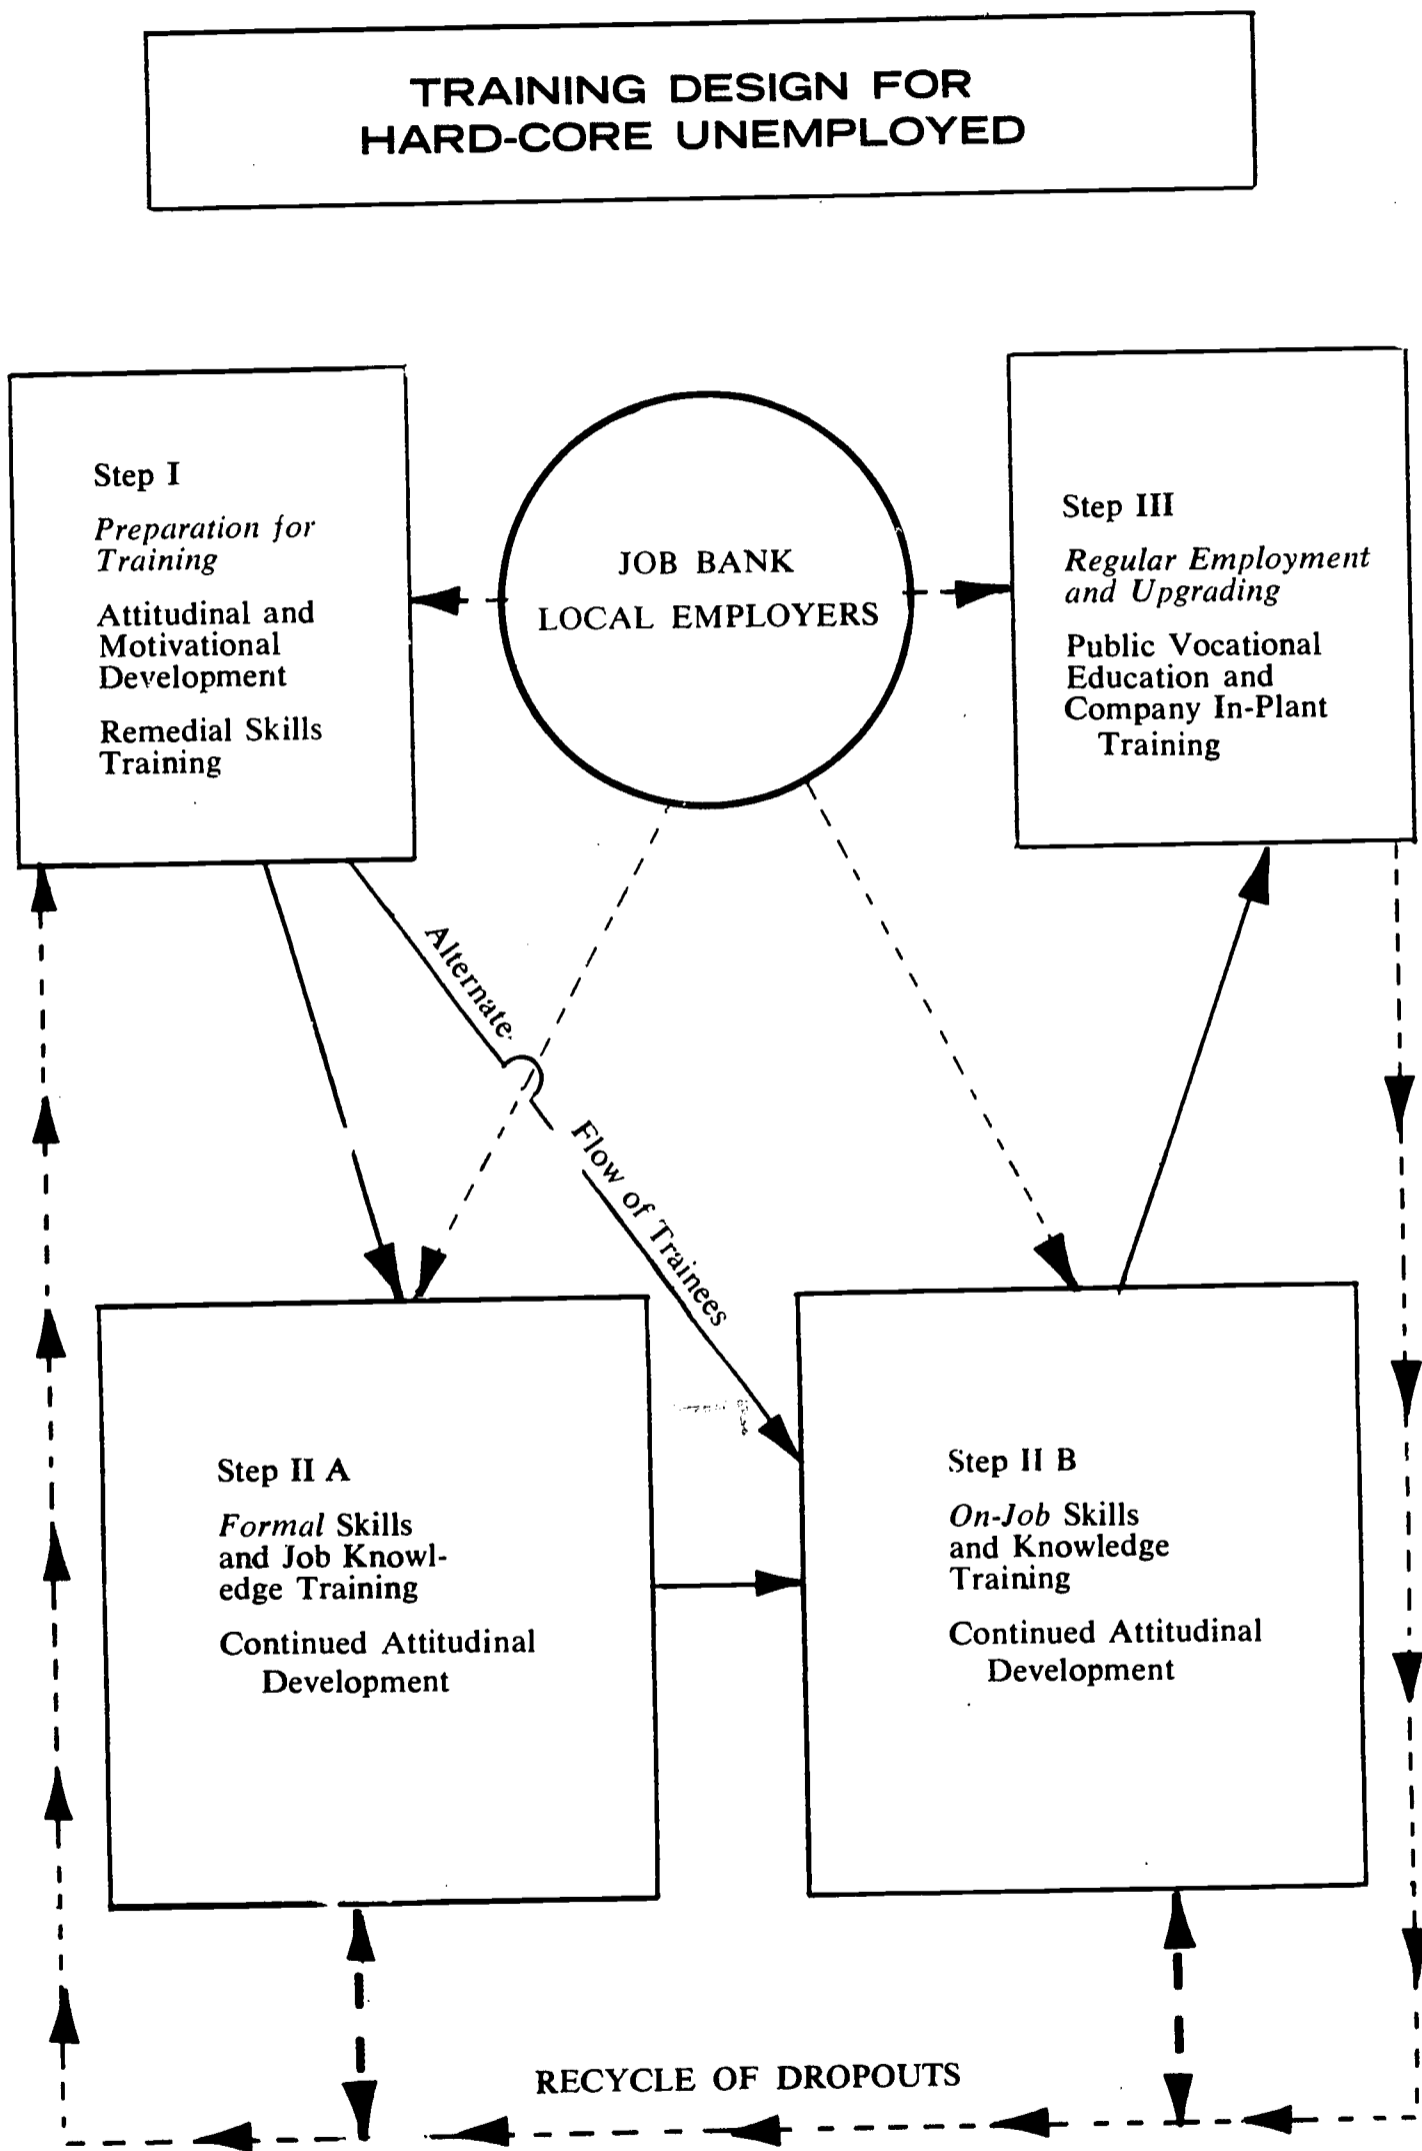 TRAINING DESIGN FOR
HARD-CORE UNEMPLOYED
Step I
Preparation for
Training
Attitudinal and
Motivational
Development
Remedial Skills
Training
JOB BANK
LOCAL EMPLOYERS
Step III
Regular Employment
and Upgrading
Public Vocational
Education and
Company In-Plant
Training
Alternate
Flow of Trainees
Step II A
Formal Skills
and Job Knowl-
edge Training
Continued Attitudinal
Development
Step II B
On-Job Skills
and Knowledge
Training
Continued Attitudinal
Development
RECYCLE OF DROPOUTS